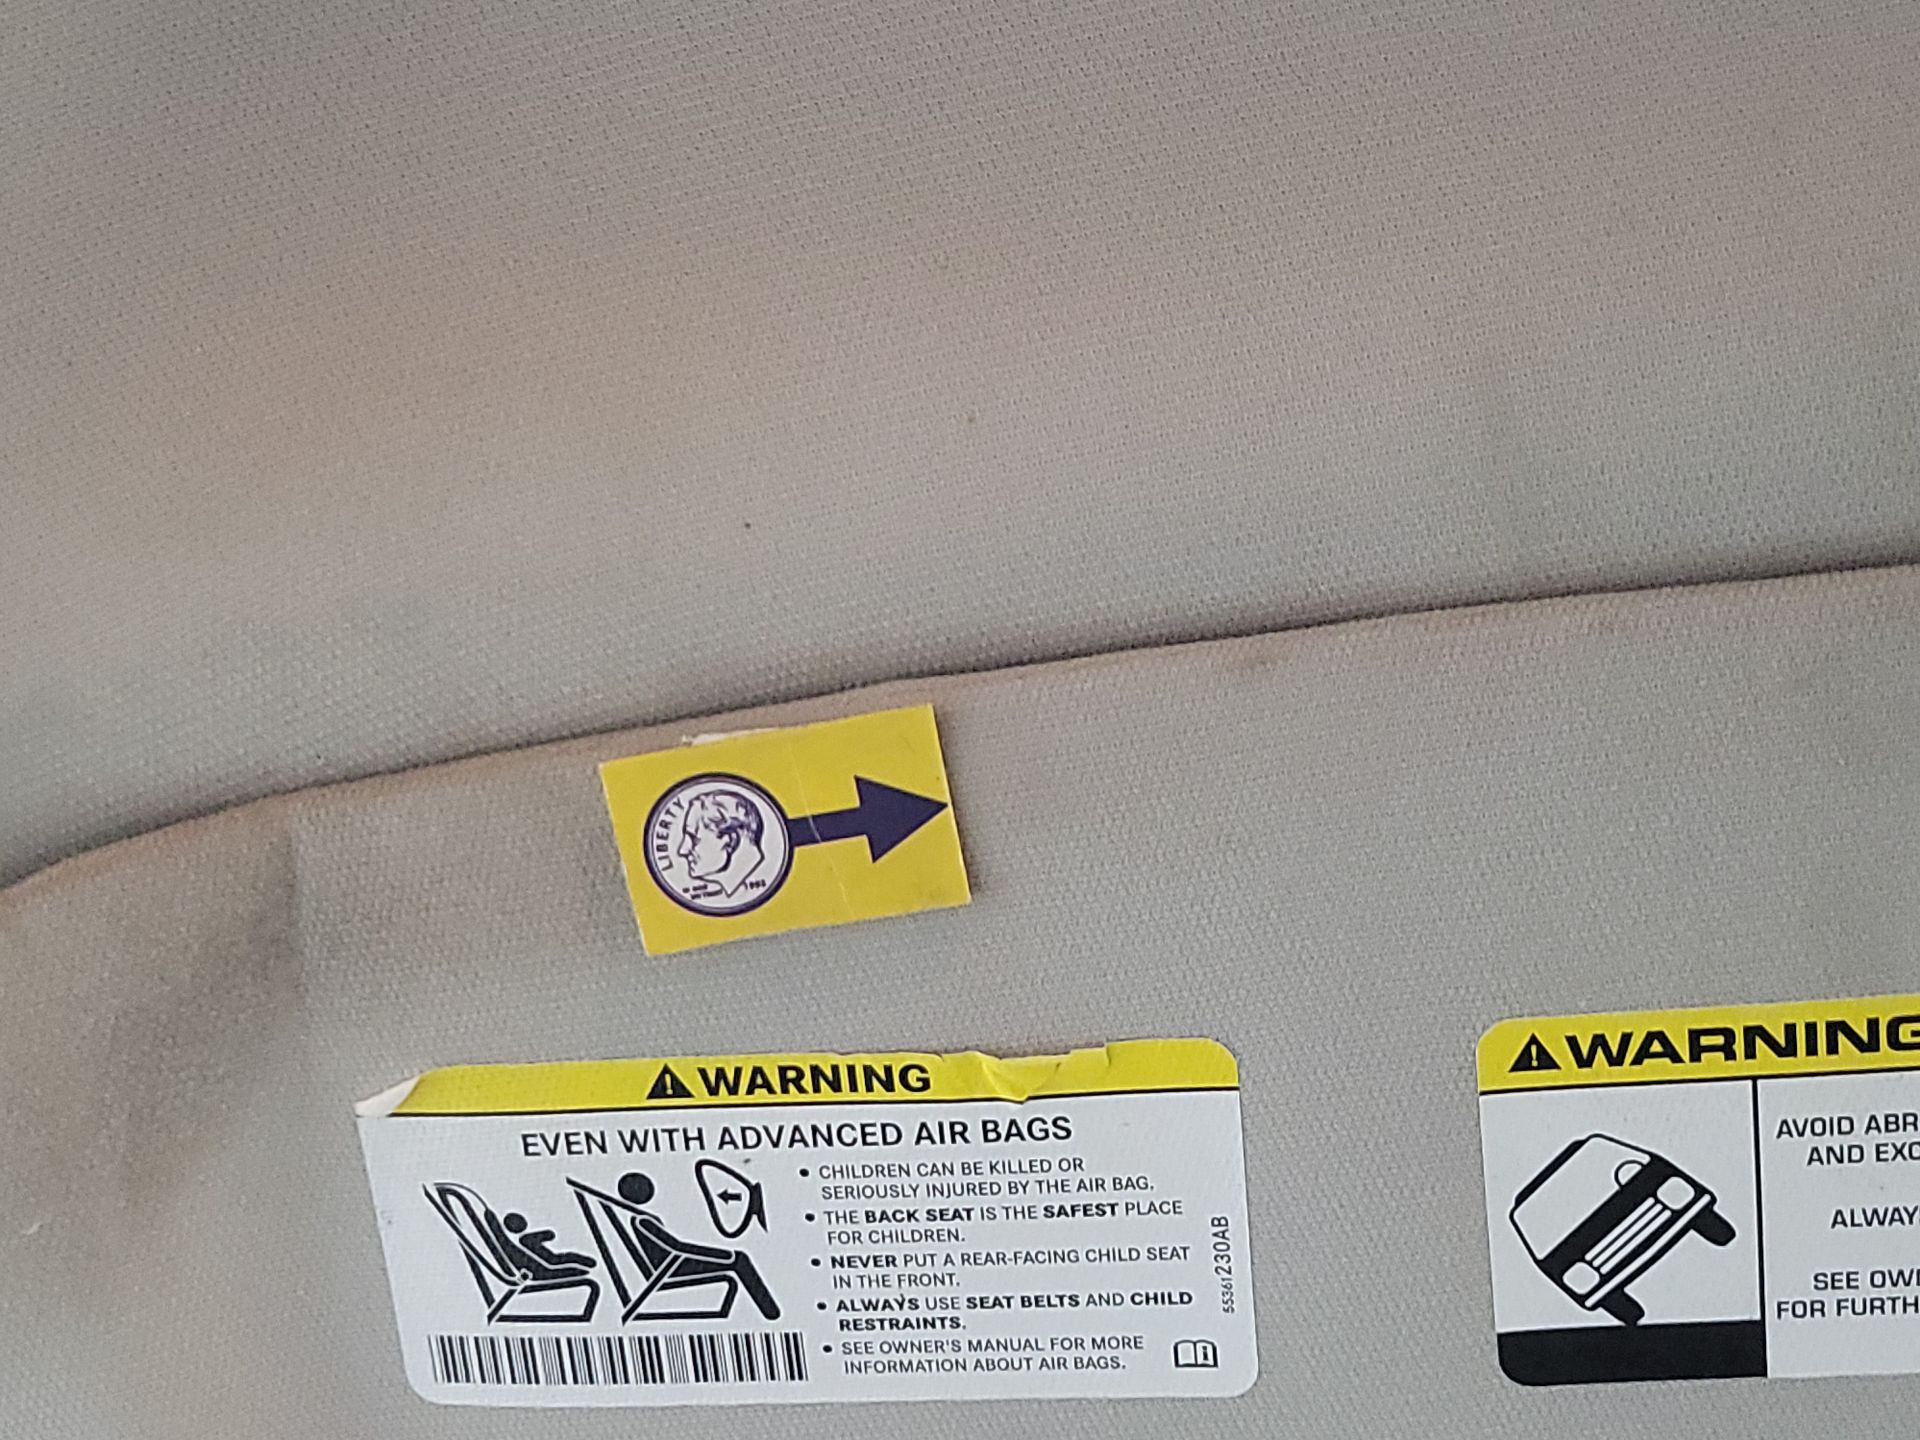 LIBERTY
WARNING
EVEN WITH ADVANCED AIR BAGS
• CHILDREN CAN BE KILLED OR
SERIOUSLY INJURED BY THE AIR BAG.
• THE BACK SEAT IS THE SAFEST PLACE
FOR CHILDREN.
• NEVER PUT A REAR-FACING CHILD SEAT
IN THE FRONT.
• ALWAYS USE SEAT BELTS AND CHILD
RESTRAINTS.
• SEE OWNER'S MANUAL FOR MORE
INFORMATION ABOUT AIR BAGS.
55361230AB
WARNING
AVOID ABR
AND EXC
ALWAY
SEE OWN
FOR FURTH